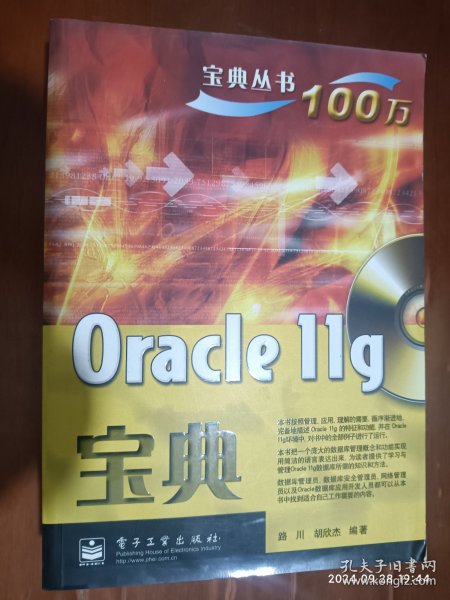 宝典丛书
100万
Oracle 11g
宝典
本书按照管理、应用、理解的需要，循序渐进地、
完备地描述 Oracle 11g 的特征和功能，并在 Oracle
11g环境中，对书中的全部例子进行了运行。
本书把一个庞大的数据库管理概念和功能实现
用简洁的语言表达出来，为读者提供了学习与
管理Oracle 11g数据库所需的知识和方法。
数据库管理员、数据库安全管理员、网络管理
员以及Oracle数据库应用开发人员都可以从本
书中找到适合自己工作需要的内容。
路 川 胡欣杰 编著
电子工业出版社
Publishing House of Electronics Industry
http://www.phei.com.cn
孔夫子旧书网
2024.09.28 19:44